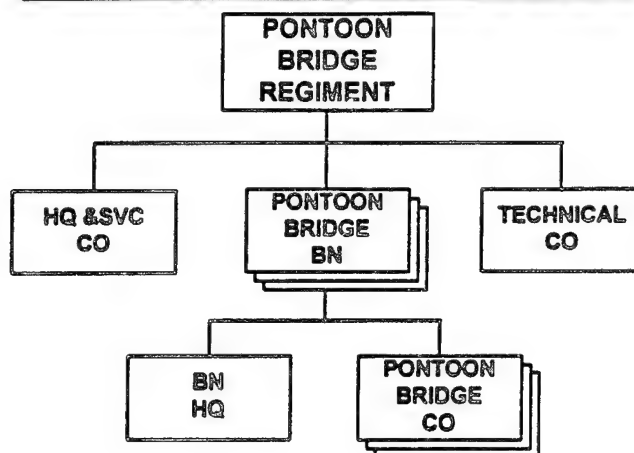 PONTOON
BRIDGE
REGIMENT
HQ &SVC
CO
PONTOON
BRIDGE
BN
TECHNICAL
CO
BN
HQ
PONTOON
BRIDGE
CO